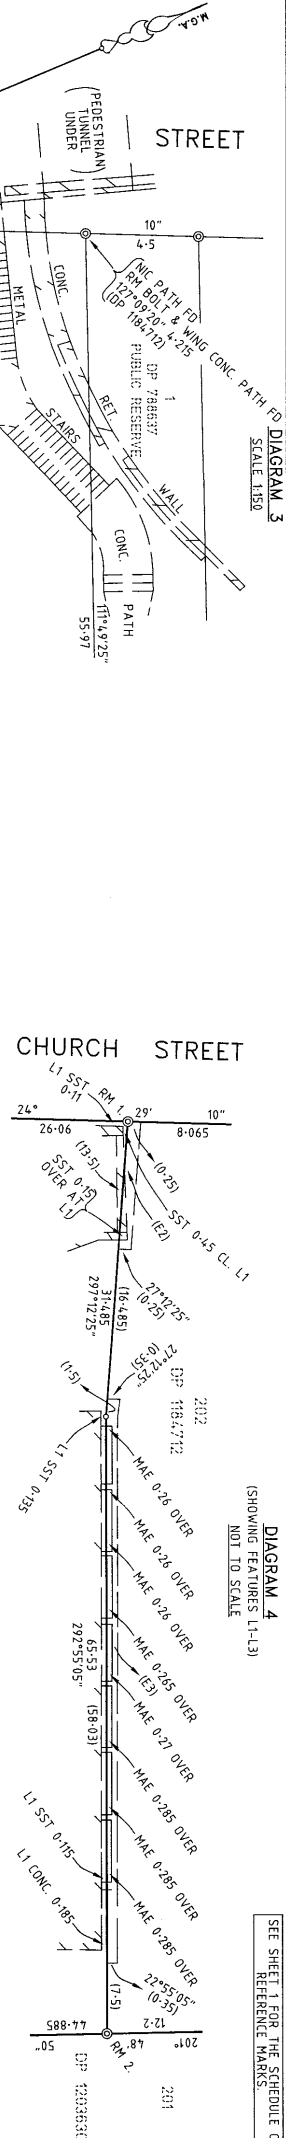 M.G.A.
STREET
(PEDESTRIAN
TUNNEL
UNDER)
10"
4·5
NIC PATH FD
RM BOLT & WING CONC. PATH FD
127°09'20" 4·215
(DP 1184712)
DIAGRAM 3
SCALE 1:150
CONC.
RET
WALL
METAL
STAIRS
1
DP 788637
PUBLIC RESERVE
CONC.
PATH
111°49'25"
55·97
CHURCH STREET
L1 SST RM 1.
0·11
24°
29'
10"
26·06
8·065
(13·5)
(0·25)
(E2)
SST 0·15
OVER AT
L1
SST 0·45 CL. L1
27°12'25"
(0·25)
(16·485)
31·485
297°12'25"
27°12'25"
(0·35)
(1·5)
L1 SST 0·135
202
DP 1184712
DIAGRAM 4
(SHOWING FEATURES L1-L3)
NOT TO SCALE
MAE 0·26 OVER
MAE 0·26 OVER
MAE 0·26 OVER
MAE 0·265 OVER
(E3)
MAE 0·27 OVER
MAE 0·285 OVER
MAE 0·285 OVER
MAE 0·285 OVER
65·53
292°55'05"
(58·03)
L1 SST 0·115
L1 CONC. 0·185
22°55'05"
(0·35)
(7·5)
44·885
12·2
50"
48'
201°
RM 2.
201
SEE SHEET 1 FOR THE SCHEDULE
REFERENCE MARKS.